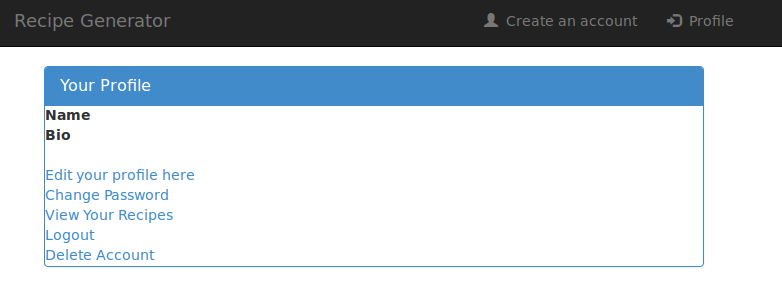 Recipe Generator Create an account Profile
Your Profile
Name
Bio
Edit your profile here
Change Password
View Your Recipes
Logout
Delete Account